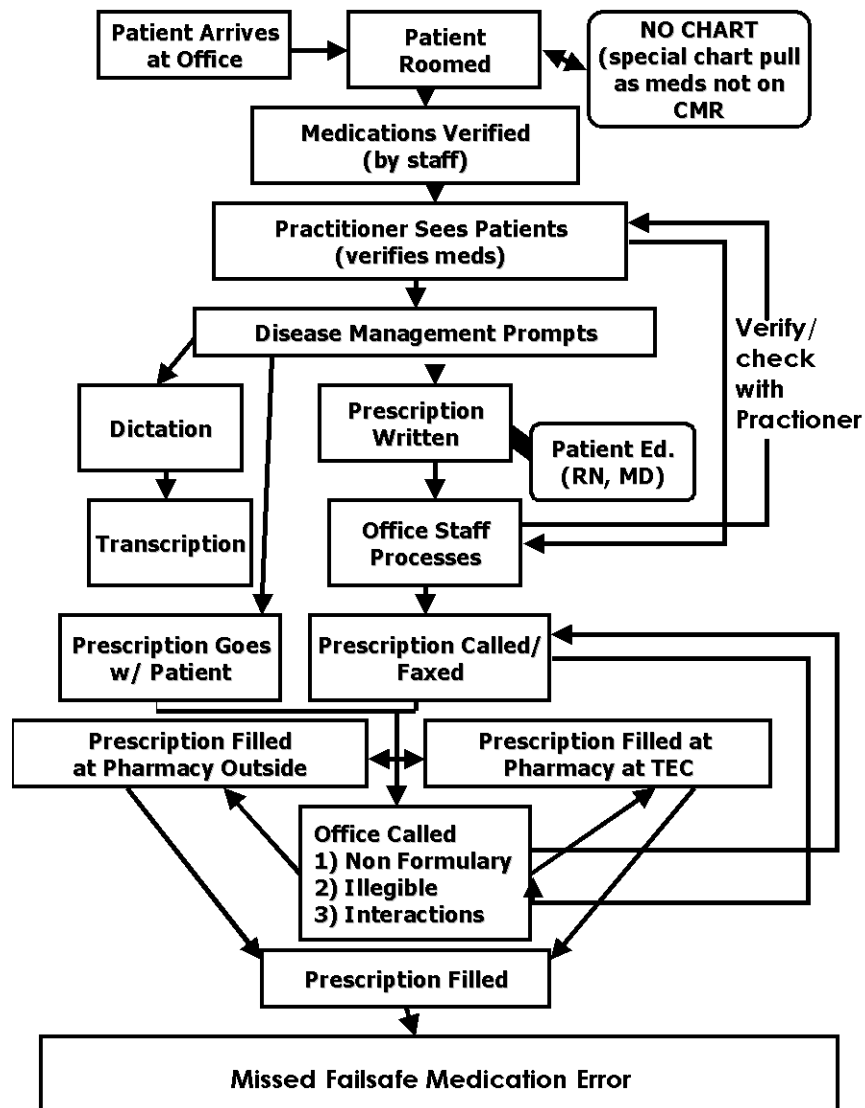 Patient Arrives
at Office
Patient
Roomed
NO CHART
(special chart pull
as meds not on
CMR
Medications Verified
(by staff)
Practitioner Sees Patients
(verifies meds)
Disease Management Prompts
Verify/
check
with
Practioner
Dictation
Prescription
Written
Patient Ed.
(RN, MD)
Transcription
Office Staff
Processes
Prescription Goes
w/ Patient
Prescription Called/
Faxed
Prescription Filled
at Pharmacy Outside
Prescription Filled at
Pharmacy at TEC
Office Called
1) Non Formulary
2) Illegible
3) Interactions
Prescription Filled
Missed Failsafe Medication Error